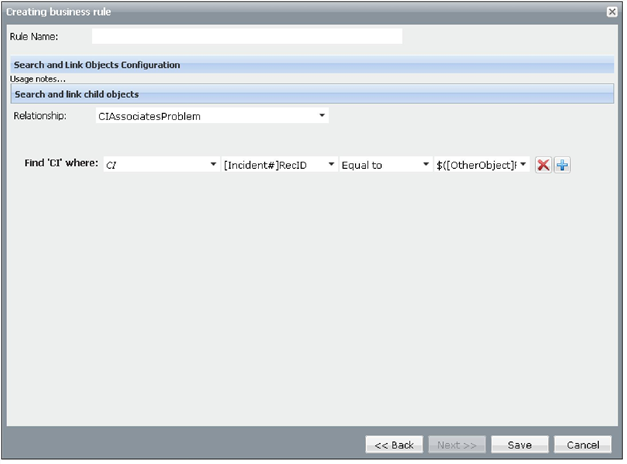 Creating business rule
Rule Name:
Search and Link Objects Configuration
Usage notes...
Search and link child objects
Relationship: CIAssociatesProblem
Find 'CI' where: CI [Incident#]RecID Equal to $([OtherObject]
<< Back Next >> Save Cancel